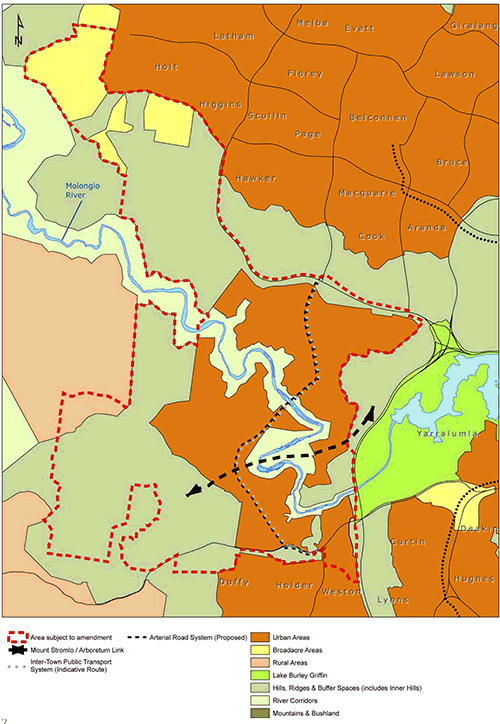 N
Melba
Evatt
Giralang
Latham
Holt
Florey
Lawson
Higgins
Scullin
Belconnen
Page
Bruce
Hawker
Macquarie
Molonglo
River
Aranda
Cook
Yarralumla
Deakin
Curtin
Duffy
Holder
Weston
Hughes
Lyons
Area subject to amendment
Mount Stromlo / Arboretum Link
Inter-Town Public Transport
System (Indicative Route)
Arterial Road System (Proposed)
Urban Areas
Broadacre Areas
Rural Areas
Lake Burley Griffin
Hills, Ridges & Buffer Spaces (includes Inner Hills)
River Corridors
Mountains & Bushland